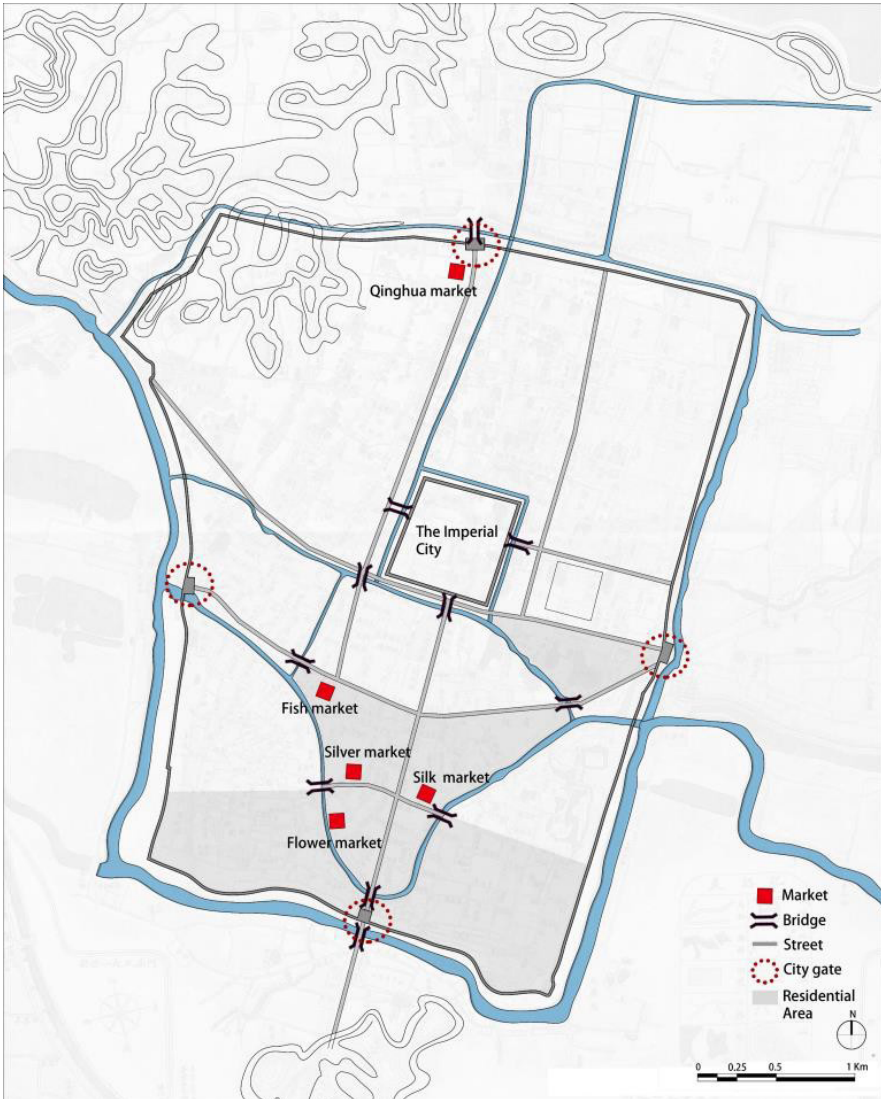 Qinghua market
The Imperial
City
Fish market
Silver market
Silk market
Flower market
Market
Bridge
Street
City gate
Residential
Area
N
0 0.25 0.5 1 Km